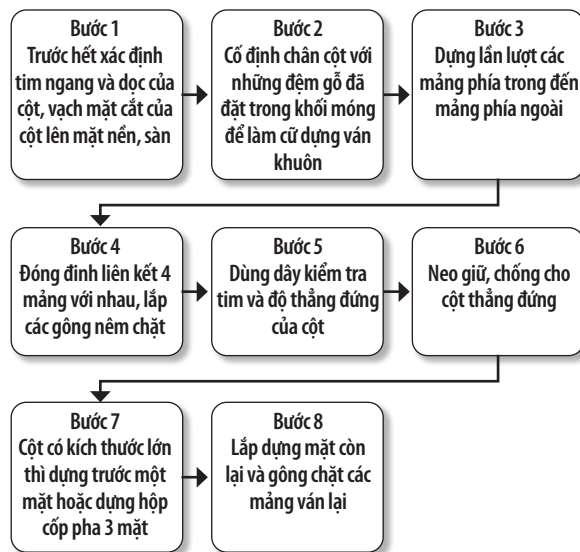 Bước 1
Trước hết xác định
tim ngang và dọc của
cột, vạch mặt cắt của
cột lên mặt nền, sàn
Bước 2
Cố định chân cột với
những đệm gỗ đã
đặt trong khối móng
để làm cữ dựng ván
khuôn
Bước 3
Dựng lần lượt các
mảng phía trong đến
mảng phía ngoài
Bước 4
Đóng đinh liên kết 4
mảng với nhau, lắp
các gông nêm chặt
Bước 5
Dùng dây kiểm tra
tim và độ thẳng đứng
của cột
Bước 6
Neo giữ, chống cho
cột thẳng đứng
Bước 7
Cột có kích thước lớn
thì dựng trước một
mặt hoặc dựng hộp
cốp pha 3 mặt
Bước 8
Lắp dựng mặt còn
lại và gông chặt các
mảng ván lại